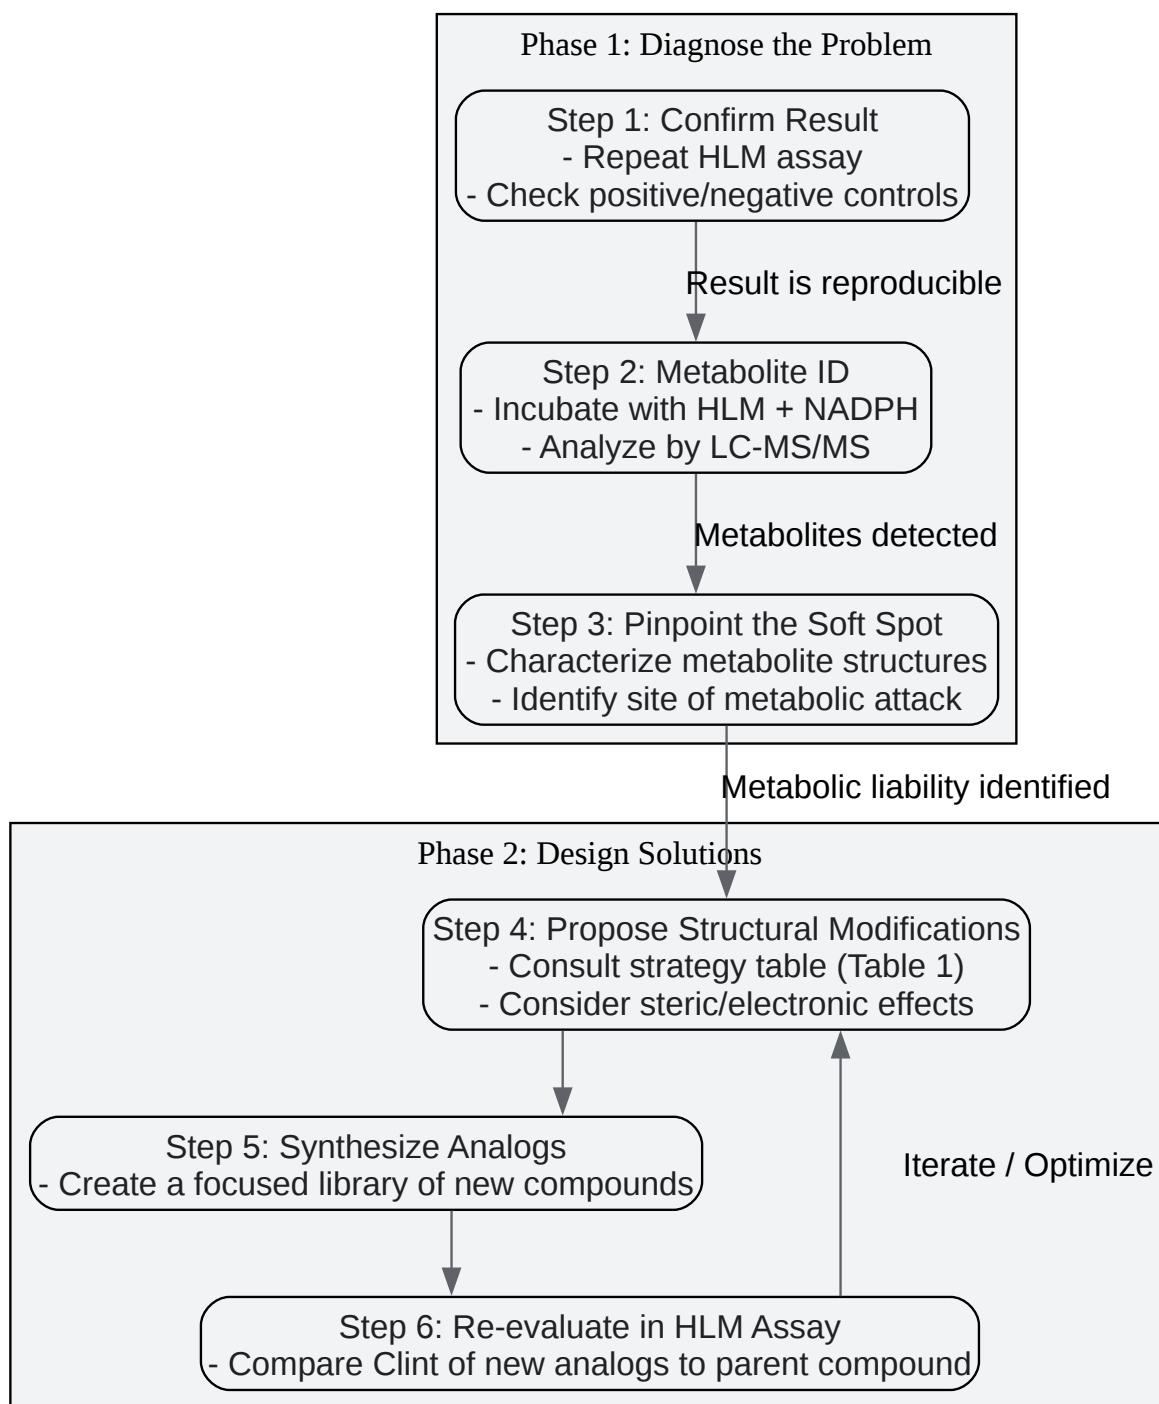 Phase 1: Diagnose the Problem
Step 1: Confirm Result
- Repeat HLM assay
- Check positive/negative controls
Result is reproducible
Step 2: Metabolite ID
- Incubate with HLM + NADPH
- Analyze by LC-MS/MS
Metabolites detected
Step 3: Pinpoint the Soft Spot
- Characterize metabolite structures
- Identify site of metabolic attack
Metabolic liability identified
Phase 2: Design Solutions
Step 4: Propose Structural Modifications
- Consult strategy table (Table 1)
- Consider steric/electronic effects
Step 5: Synthesize Analogs
- Create a focused library of new compounds
Iterate / Optimize
Step 6: Re-evaluate in HLM Assay
- Compare Clint of new analogs to parent compound